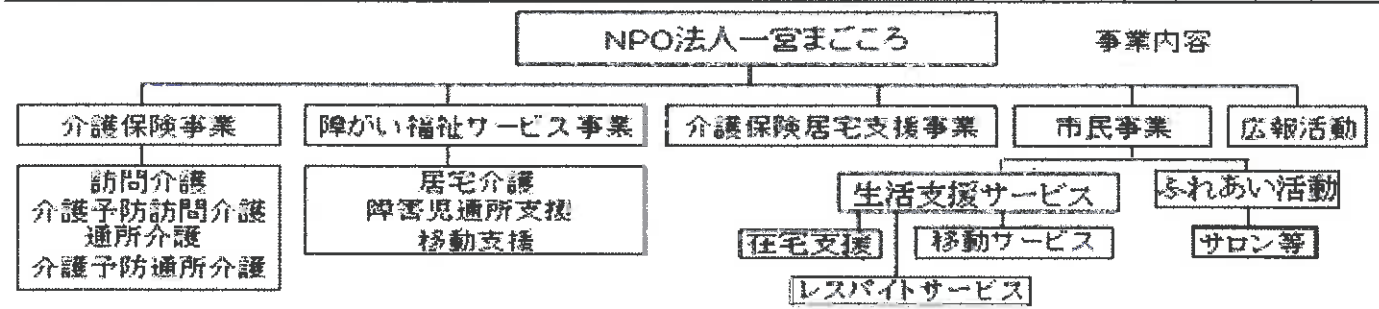 NPO法人一宮まごころ
事業内容
介護保険事業
障がい福祉サービス事業
介護保険居宅支援事業
市民事業
広報活動
訪問介護
介護予防訪問介護
通所介護
介護予防通所介護
居宅介護
障害児通所支援
移動支援
生活支援サービス
ふれあい活動
在宅支援
移動サービス
サロン等
レスパイトサービス